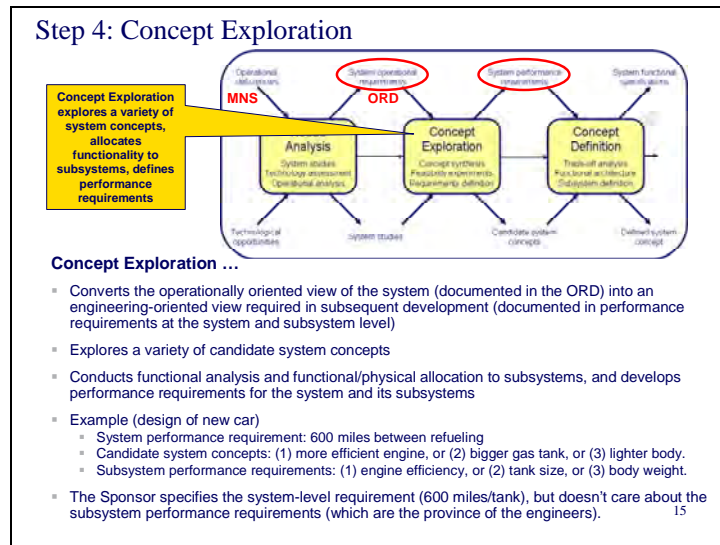 Step 4: Concept Exploration
Concept Exploration
explores a variety of
system concepts,
allocates
functionality to
subsystems, defines
performance
requirements
Operational
System operational
requirements
System performance
requirements
System functional
specifications
MNS
ORD
Analysis
System studies
Technology assessment
Operational analysis
Concept
Exploration
Concept synthesis
Feasibility experiments
Requirements definition
Concept
Definition
Trade-off analysis
Functional architecture
Subsystem definition
Technological
opportunities
System studies
Candidate system
concepts
Defined system
concept
Concept Exploration …
▪ Converts the operationally oriented view of the system (documented in the ORD) into an
engineering-oriented view required in subsequent development (documented in performance
requirements at the system and subsystem level)
▪ Explores a variety of candidate system concepts
▪ Conducts functional analysis and functional/physical allocation to subsystems, and develops
performance requirements for the system and its subsystems
▪ Example (design of new car)
▪ System performance requirement: 600 miles between refueling
▪ Candidate system concepts: (1) more efficient engine, or (2) bigger gas tank, or (3) lighter body.
▪ Subsystem performance requirements: (1) engine efficiency, or (2) tank size, or (3) body weight.
▪ The Sponsor specifies the system-level requirement (600 miles/tank), but doesn't care about the
subsystem performance requirements (which are the province of the engineers).
15